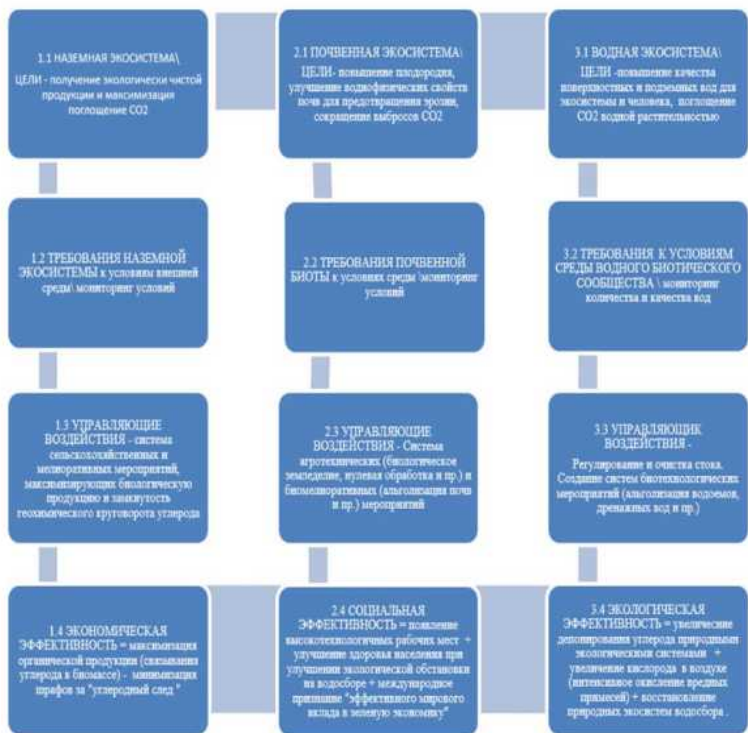 1.1 НАЗЕМНАЯ ЭКОСИСТЕМА\
ЦЕЛИ - получение экологически чистой
продукции и максимизация
поглощение СО2
2.1 ПОЧВЕННАЯ ЭКОСИСТЕМА\
ЦЕЛИ- повышение плодородия,
улучшение воднофизических свойств
почв для предотвращения эрозии,
сокращение выбросов СО2
3.1 ВОДНАЯ ЭКОСИСТЕМА\
ЦЕЛИ -повышение качества
поверхностных и подземных вод для
экосистемы и человека, поглощение
СО2 водной растительностью
1.2 ТРЕБОВАНИЯ НАЗЕМНОЙ
ЭКОСИСТЕМЫ к условиям внешней
среды\ мониторинг условий
2.2 ТРЕБОВАНИЯ ПОЧВЕННОЙ
БИОТЫ к условиях среды \мониторинг
условий
3.2 ТРЕБОВАНИЯ К УСЛОВИЯМ
СРЕДЫ ВОДНОГО БИОТИЧЕСКОГО
СООБЩЕСТВА \ мониторинг
количества и качества вод
1.3 УПРАВЛЯЮЩИЕ
ВОЗДЕЙСТВИЯ - система
сельскохозяйственных и
мелиоративных мероприятий,
максимизирующих биологическую
продукцию и замкнутость
геохимического круговорота углерода
2.3 УПРАВЛЯЮЩИЕ
ВОЗДЕЙСТВИЯ - Система
агротехнических (биологическое
земледелие, нулевая обработка и пр.) и
биомелиоративных (альголизация почв
и пр.) мероприятий
3.3 УПРАВЛЯЮЩИК
ВОЗДЕЙСТВИЯ -
Регулирование и очистка стока.
Создание систем биотехнологических
мероприятий (альголизация водоемов,
дренажных вод и пр.)
1.4 ЭКОНОМИЧЕСКАЯ
ЭФФЕКТИВНОСТЬ = максимизация
органической продукции (связывания
углерода в биомассе) - минимизация
штрафов за "углеродный след "
2.4 СОЦИАЛЬНАЯ
ЭФФЕКТИВНОСТЬ = появление
высокотехнологичных рабочих мест +
улучшение здоровья населения при
улучшении экологической обстановки
на водосборе + международное
признание "эффективного мирового
вклада в зеленую экономику"
3.4 ЭКОЛОГИЧЕСКАЯ
ЭФФЕКТИВНОСТЬ = увеличение
депонирования углерода природными
экологическими системами +
увеличение кислорода в воздухе
(интенсивное окисление вредных
примесей) + восстановление
природных экосистем водосбора .